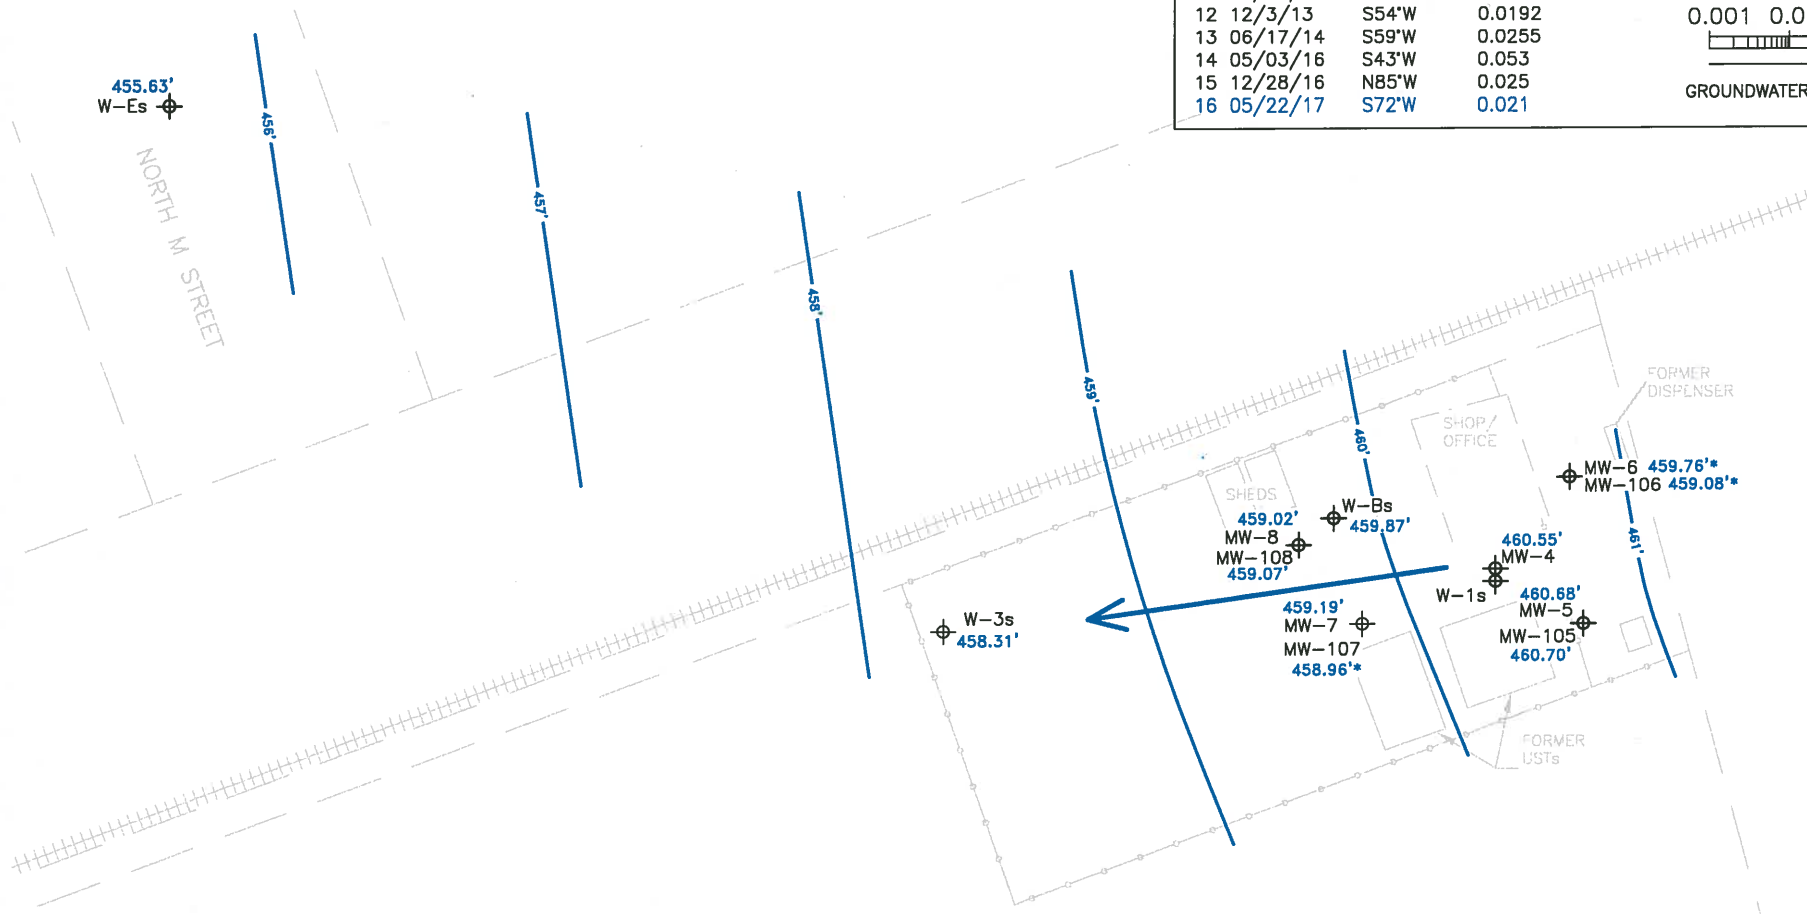 12 12/3/13 S54°W 0.0192
13 06/17/14 S59°W 0.0255
14 05/03/16 S43°W 0.053
15 12/28/16 N85°W 0.025
16 05/22/17 S72°W 0.021
0.001 0.0
GROUNDWATER
455.63'
W-Es
456'
NORTH M STREET
457'
458'
459'
460'
461'
FORMER
DISPENSER
SHOP/
OFFICE
MW-6 459.76'*
MW-106 459.08'*
SHEDS
W-Bs
459.87'
459.02'
MW-8
MW-108
459.07'
460.55'
MW-4
W-1s
460.68'
MW-5
MW-105
460.70'
459.19'
MW-7
MW-107
458.96'*
W-3s
458.31'
FORMER
USTs